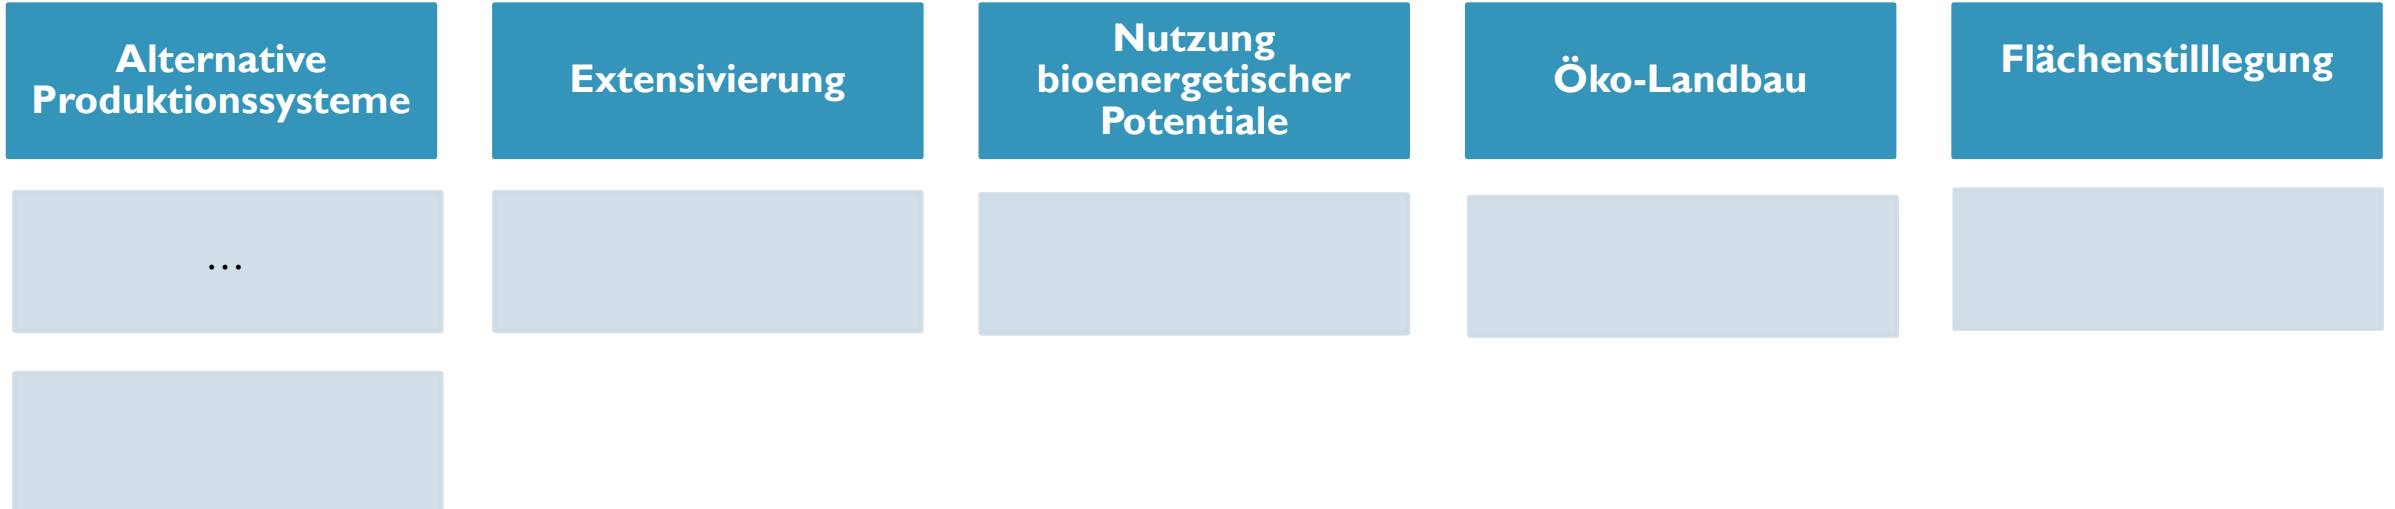 Alternative
Produktionssysteme
Extensivierung
Nutzung
bioenergetischer
Potentiale
Öko-Landbau
Flächenstilllegung
…